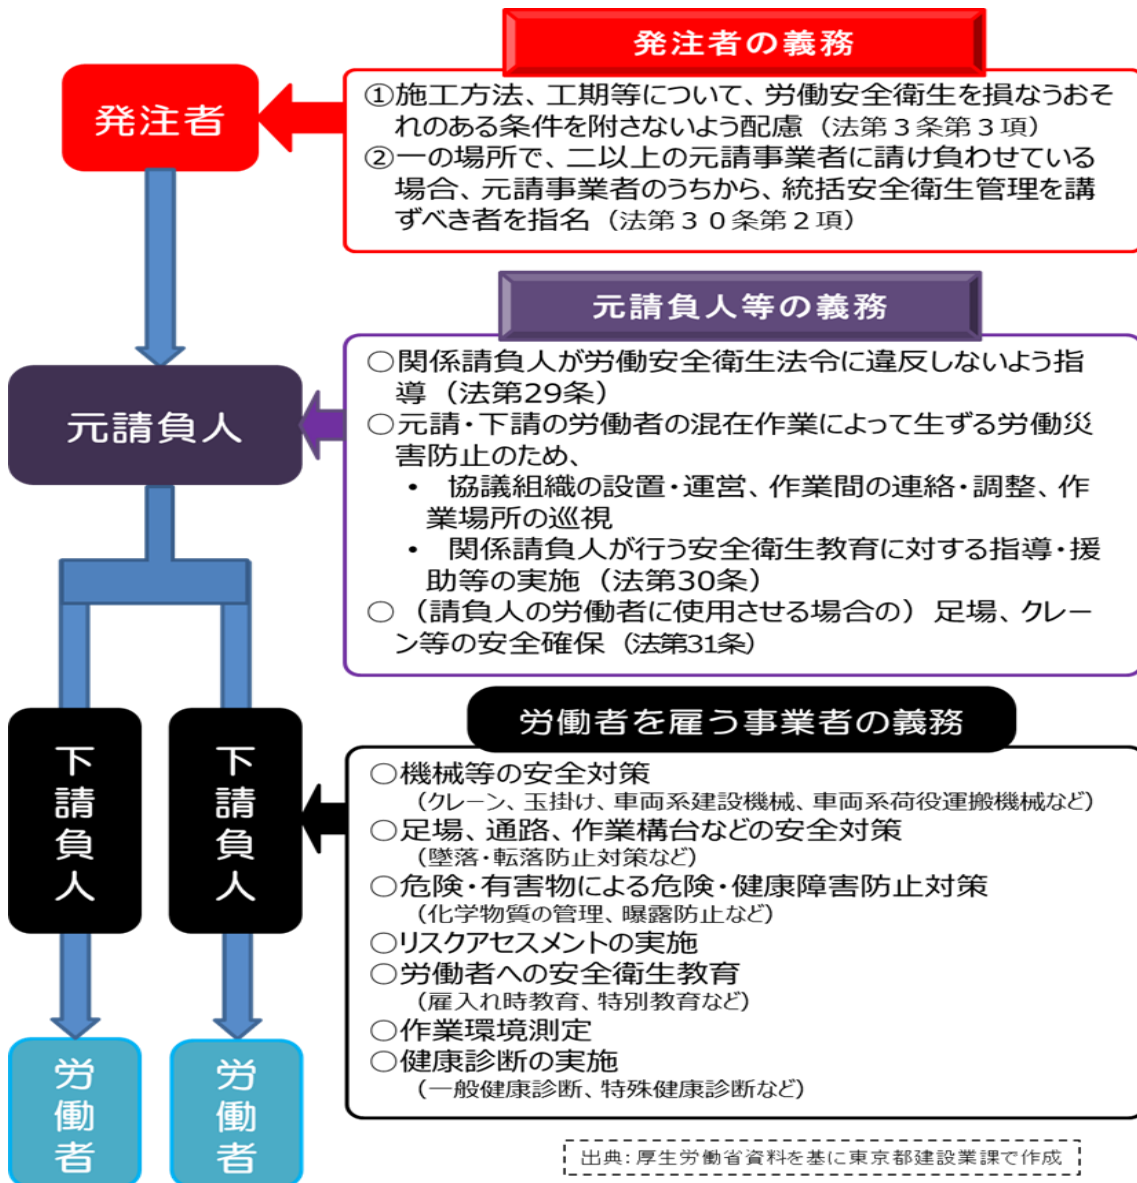 発注者の義務
発注者
①施工方法、工期等について、労働安全衛生を損なうおそ
れのある条件を附さないよう配慮（法第３条第３項）
②一の場所で、二以上の元請事業者に請け負わせている
場合、元請事業者のうちから、統括安全衛生管理を講
ずべき者を指名（法第３０条第２項）
元請負人等の義務
元請負人
○関係請負人が労働安全衛生法令に違反しないよう指
導（法第29条）
○元請・下請の労働者の混在作業によって生ずる労働災
害防止のため、
・ 協議組織の設置・運営、作業間の連絡・調整、作
業場所の巡視
・ 関係請負人が行う安全衛生教育に対する指導・援
助等の実施（法第30条）
○（請負人の労働者に使用させる場合の）足場、クレー
ン等の安全確保（法第31条）
労働者を雇う事業者の義務
下請負人
下請負人
○機械等の安全対策
（クレーン、玉掛け、車両系建設機械、車両系荷役運搬機械など）
○足場、通路、作業構台などの安全対策
（墜落・転落防止対策など）
○危険・有害物による危険・健康障害防止対策
（化学物質の管理、曝露防止など）
○リスクアセスメントの実施
○労働者への安全衛生教育
（雇入れ時教育、特別教育など）
○作業環境測定
○健康診断の実施
（一般健康診断、特殊健康診断など）
労働者
労働者
出典：厚生労働省資料を基に東京都建設業課で作成